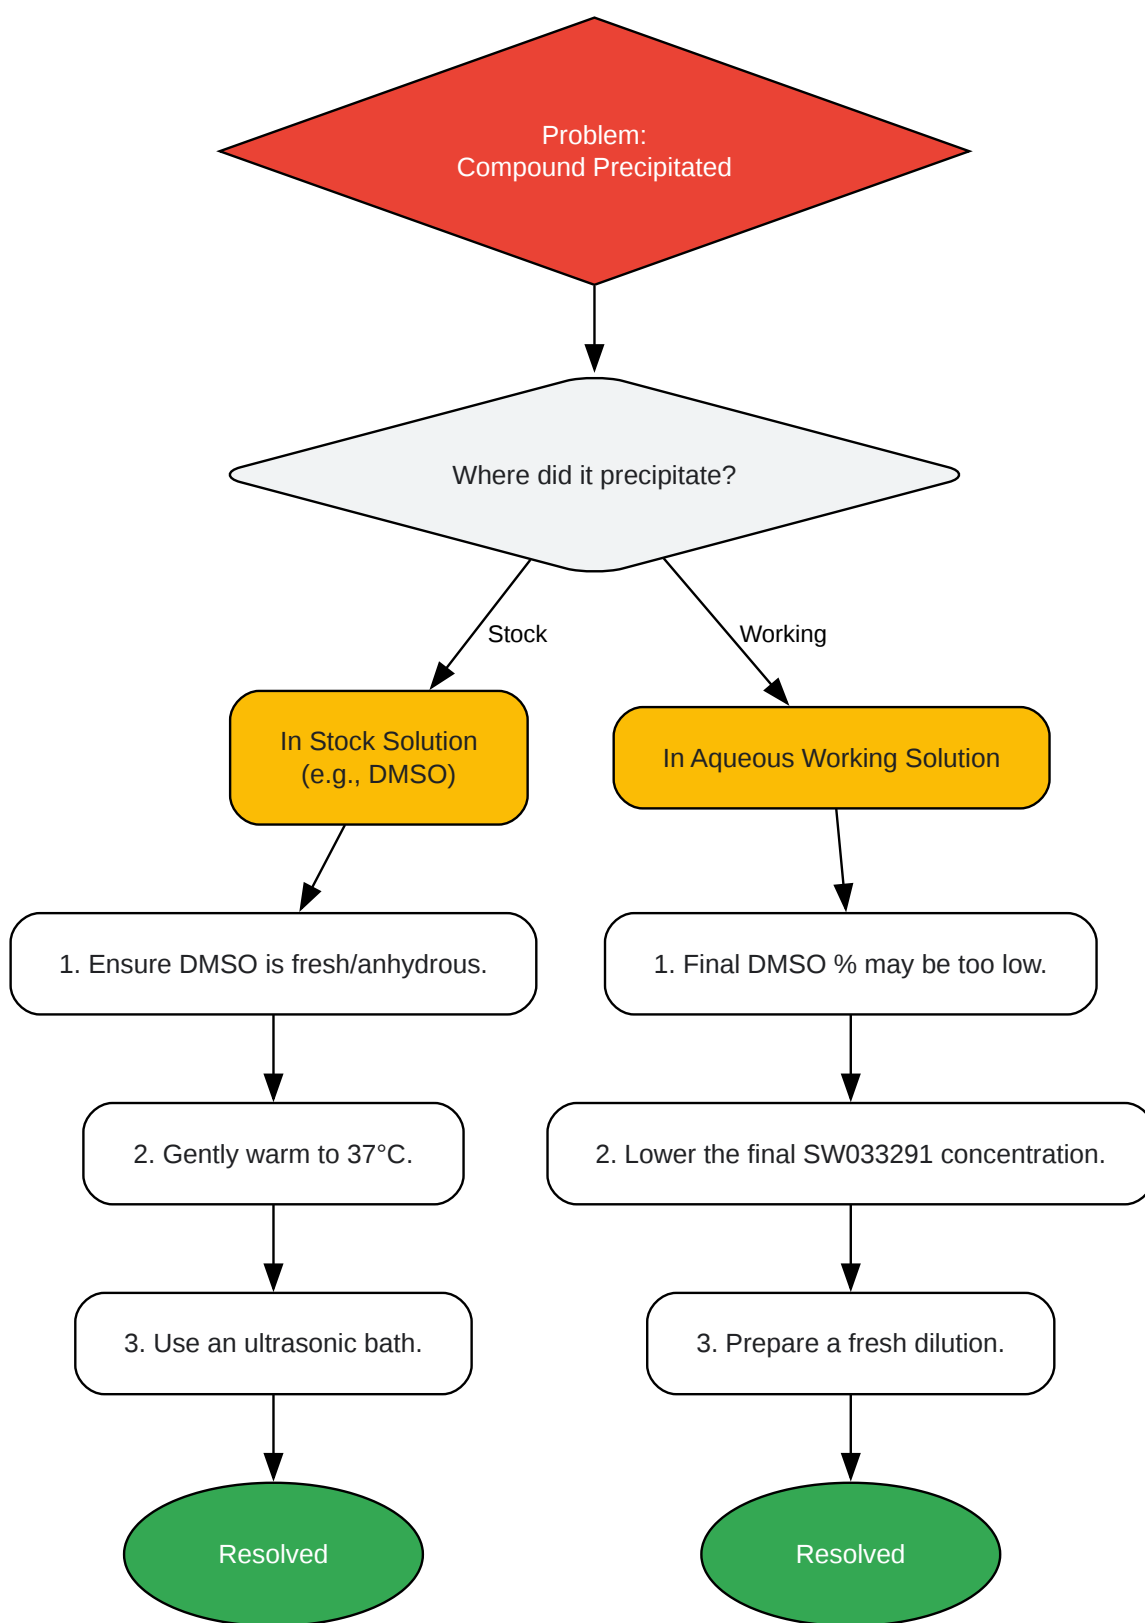 Problem:
Compound Precipitated
Where did it precipitate?
Stock
Working
In Stock Solution
(e.g., DMSO)
In Aqueous Working Solution
1. Ensure DMSO is fresh/anhydrous.
1. Final DMSO % may be too low.
2. Gently warm to 37°C.
2. Lower the final SW033291 concentration.
3. Use an ultrasonic bath.
3. Prepare a fresh dilution.
Resolved
Resolved